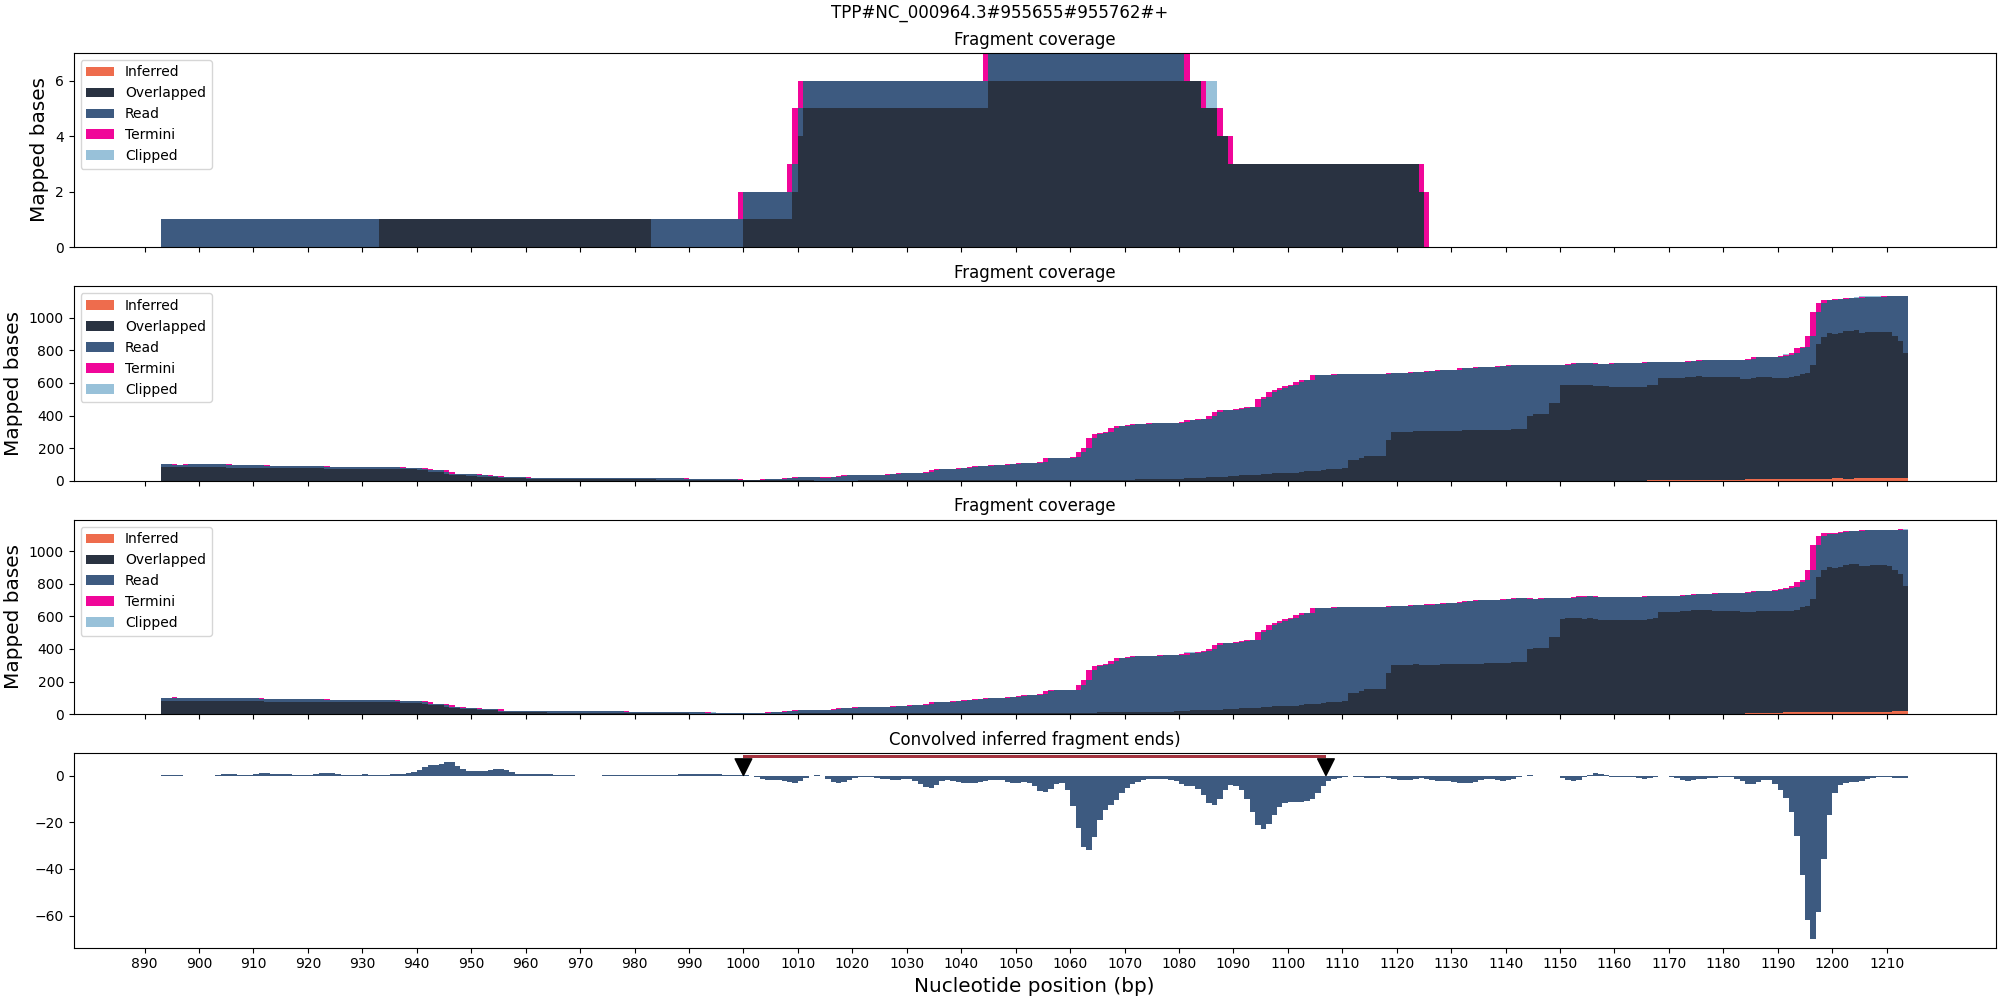 TPP#NC_000964.3#955655#955762#+
Fragment coverage
Inferred
Overlapped
Read
Termini
Clipped
Mapped bases
6
4
2
0
Fragment coverage
Inferred
Overlapped
Read
Termini
Clipped
Mapped bases
1000
800
600
400
200
0
Fragment coverage
Inferred
Overlapped
Read
Termini
Clipped
Mapped bases
1000
800
600
400
200
0
Convolved inferred fragment ends)
0
−20
−40
−60
890 900 910 920 930 940 950 960 970 980 990 1000 1010 1020 1030 1040 1050 1060 1070 1080 1090 1100 1110 1120 1130 1140 1150 1160 1170 1180 1190 1200 1210
Nucleotide position (bp)